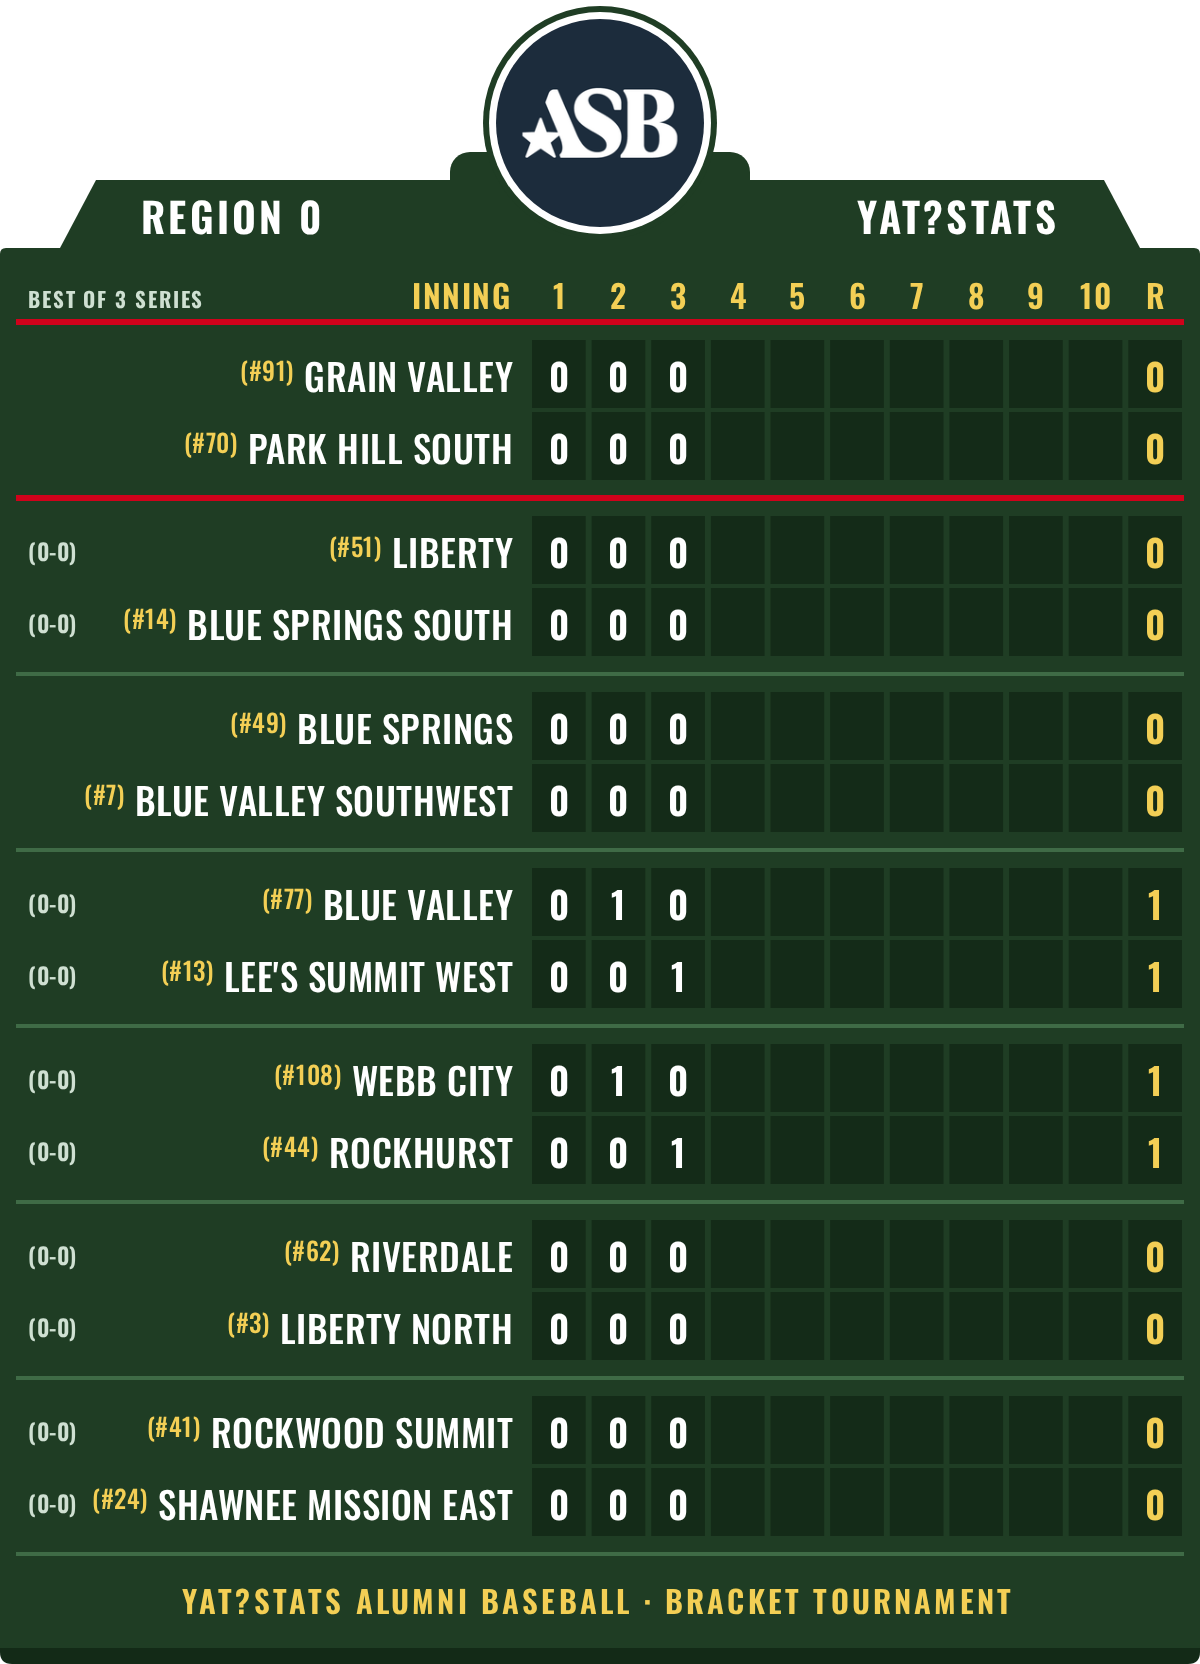 ASB
REGION 0 YAT?STATS
BEST OF 3 SERIES INNING 1 2 3 4 5 6 7 8 9 10 R
(#91) GRAIN VALLEY 0 0 0 0
(#70) PARK HILL SOUTH 0 0 0 0
(0-0) (#51) LIBERTY 0 0 0 0
(0-0) (#14) BLUE SPRINGS SOUTH 0 0 0 0
(#49) BLUE SPRINGS 0 0 0 0
(#7) BLUE VALLEY SOUTHWEST 0 0 0 0
(0-0) (#77) BLUE VALLEY 0 1 0 1
(0-0) (#13) LEE'S SUMMIT WEST 0 0 1 1
(0-0) (#108) WEBB CITY 0 1 0 1
(0-0) (#44) ROCKHURST 0 0 1 1
(0-0) (#62) RIVERDALE 0 0 0 0
(0-0) (#3) LIBERTY NORTH 0 0 0 0
(0-0) (#41) ROCKWOOD SUMMIT 0 0 0 0
(0-0) (#24) SHAWNEE MISSION EAST 0 0 0 0
YAT?STATS ALUMNI BASEBALL · BRACKET TOURNAMENT